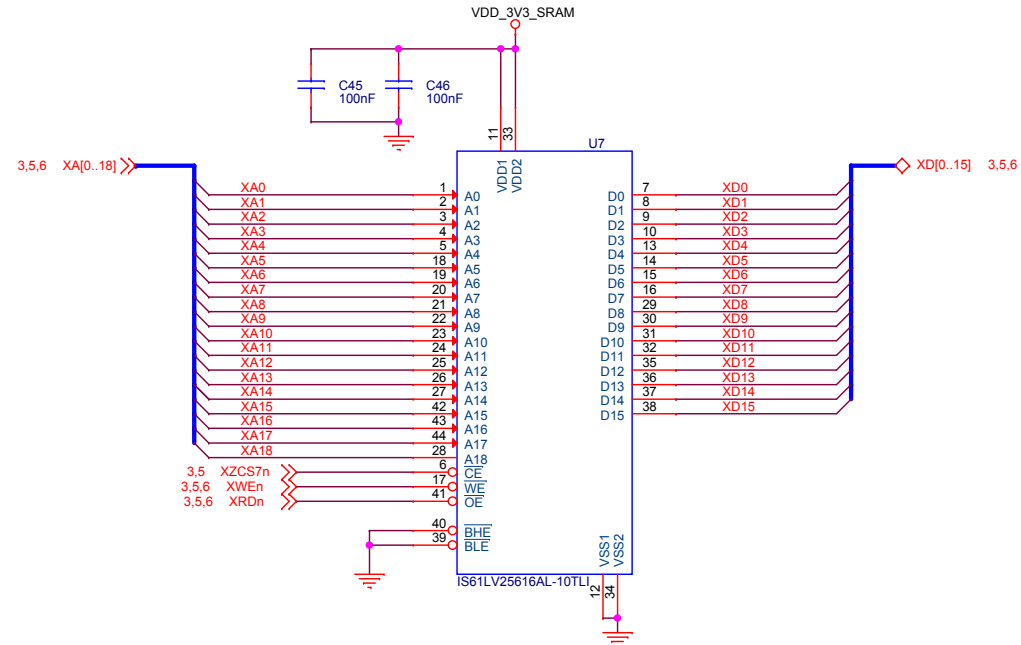 VDD_3V3_SRAM
C45
100nF
C46
100nF
11
33
U7
VDD1
VDD2
3,5,6 XA[0..18]
XD[0..15] 3,5,6
XA0 1 A0 D0 7 XD0
XA1 2 A1 D1 8 XD1
XA2 3 A2 D2 9 XD2
XA3 4 A3 D3 10 XD3
XA4 5 A4 D4 13 XD4
XA5 18 A5 D5 14 XD5
XA6 19 A6 D6 15 XD6
XA7 20 A7 D7 16 XD7
XA8 21 A8 D8 29 XD8
XA9 22 A9 D9 30 XD9
XA10 23 A10 D10 31 XD10
XA11 24 A11 D11 32 XD11
XA12 25 A12 D12 35 XD12
XA13 26 A13 D13 36 XD13
XA14 27 A14 D14 37 XD14
XA15 42 A15 D15 38 XD15
XA16 43 A16
XA17 44 A17
XA18 28 A18
3,5 XZCS7n 6 CE
3,5,6 XWEn 17 WE
3,5,6 XRDn 41 OE
40 BHE
39 BLE
VSS1
VSS2
IS61LV25616AL-10TLI
12
34